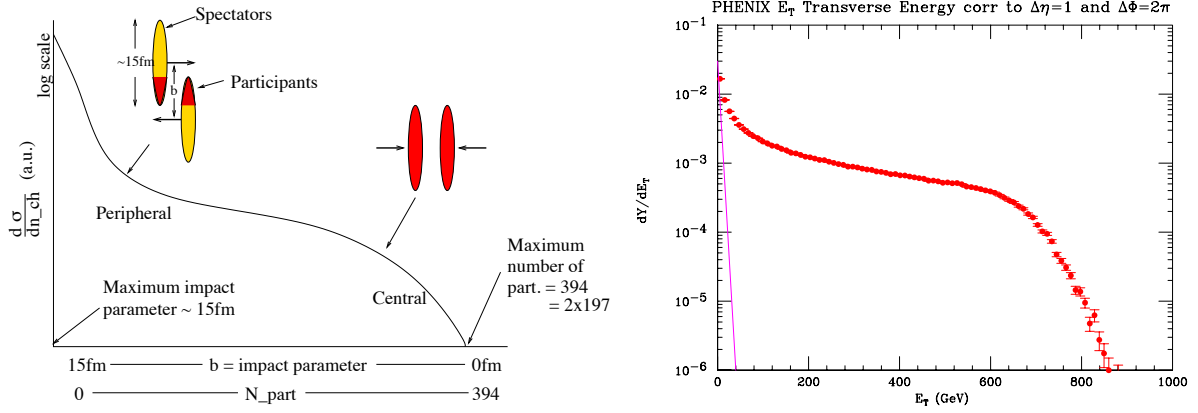 Spectators
~15fm
Participants
b
log scale
(a.u.)
d σ
dn_ch
Peripheral
Central
Maximum impact
parameter ~ 15fm
Maximum
number of
part. = 394
= 2x197
15fm
b = impact parameter
0fm
0
N_part
394
PHENIX E_T Transverse Energy corr to Δη=1 and ΔΦ=2π
10⁻¹
10⁻²
10⁻³
10⁻⁴
10⁻⁵
10⁻⁶
dY/dE_T
0 200 400 600 800 1000
E_T (GeV)